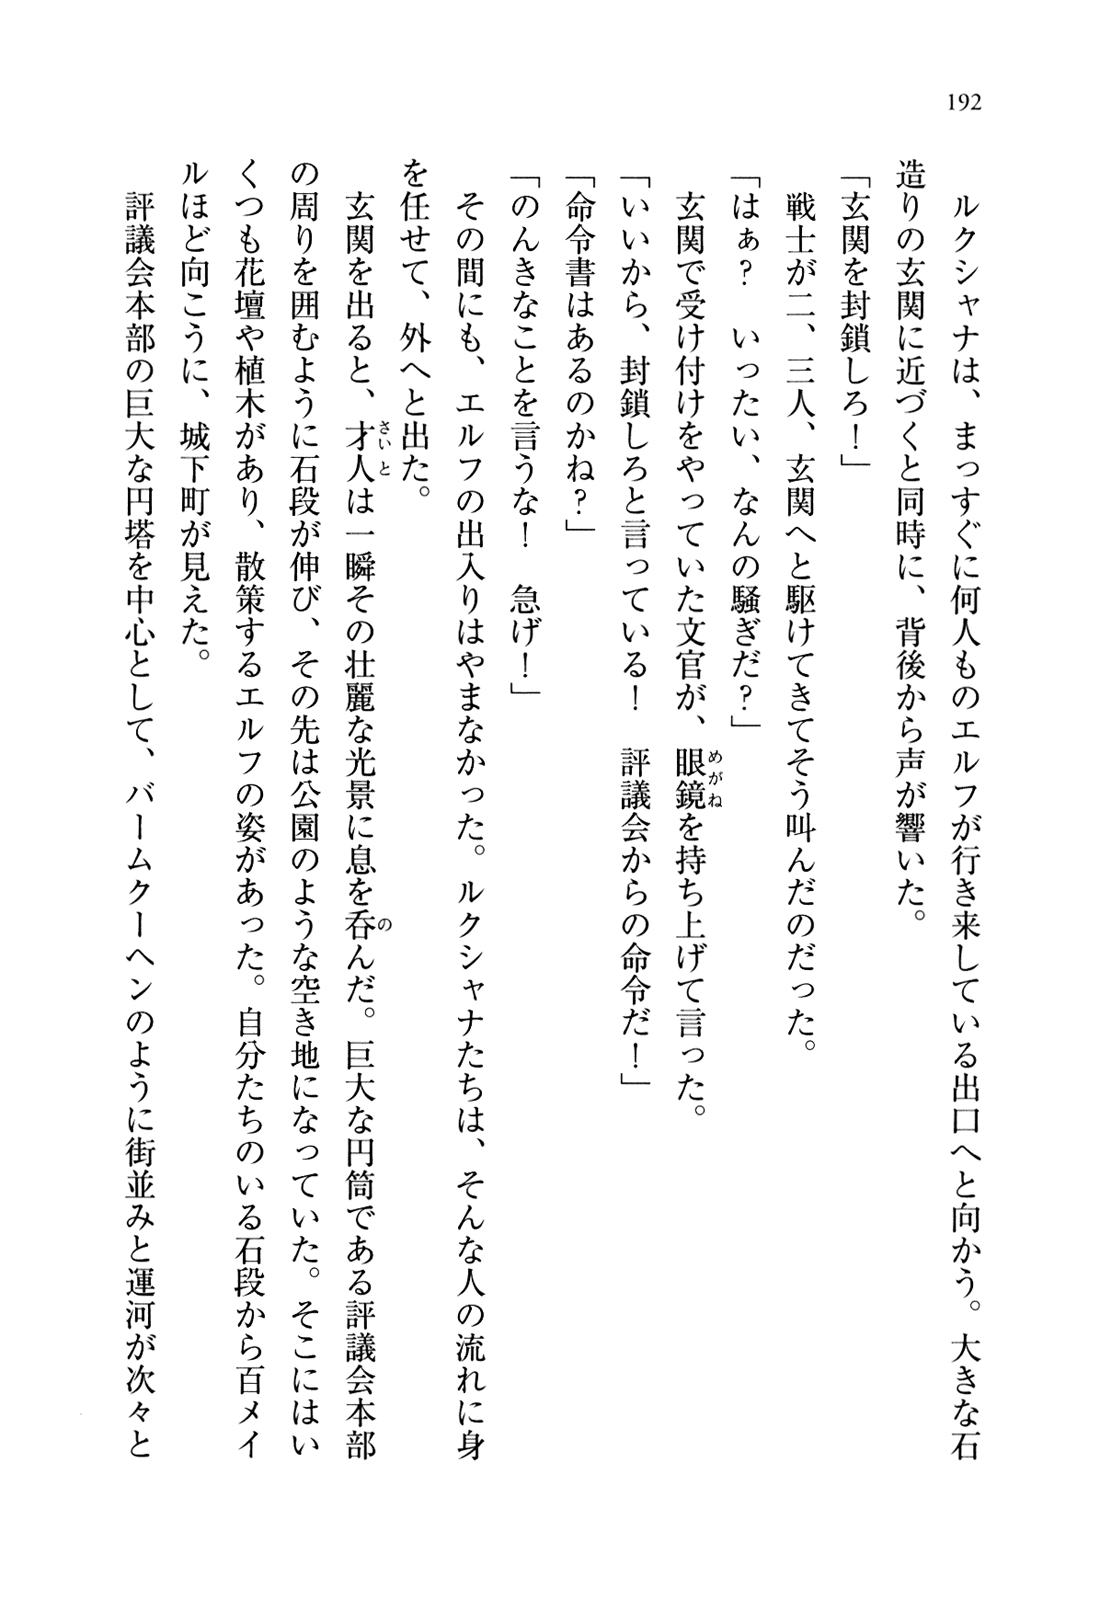 192
　ルクシャナは、まっすぐに何人ものエルフが行き来している出口へと向かう。大きな石
造りの玄関に近づくと同時に、背後から声が響いた。
「玄関を封鎖しろ！」
　戦士が二、三人、玄関へと駆けてきてそう叫んだのだった。
「はぁ？　いったい、なんの騒ぎだ？」
　玄関で受け付けをやっていた文官が、眼鏡を持ち上げて言った。
めがね
「いいから、封鎖しろと言っている！　評議会からの命令だ！」
「命令書はあるのかね？」
「のんきなことを言うな！　急げ！」
　その間にも、エルフの出入りはやまなかった。ルクシャナたちは、そんな人の流れに身
を任せて、外へと出た。
　玄関を出ると、才人は一瞬その壮麗な光景に息を呑んだ。巨大な円筒である評議会本部
さいと
の
の周りを囲むように石段が伸び、その先は公園のような空き地になっていた。そこにはい
くつも花壇や植木があり、散策するエルフの姿があった。自分たちのいる石段から百メイ
ルほど向こうに、城下町が見えた。
　評議会本部の巨大な円塔を中心として、バームクーヘンのように街並みと運河が次々と